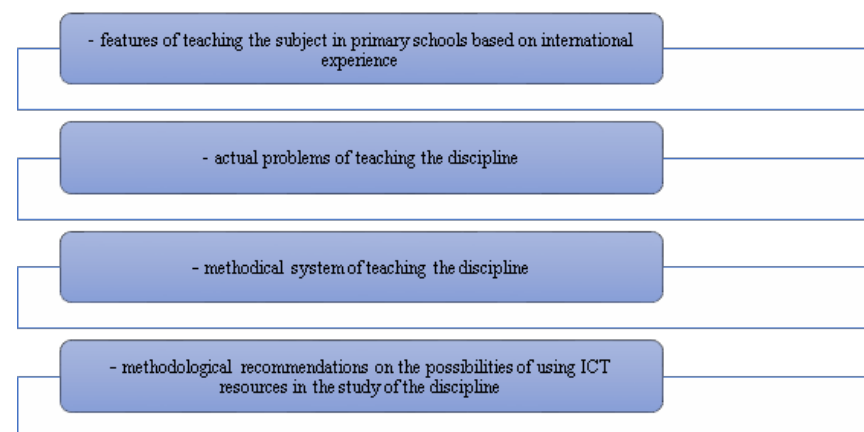 - features of teaching the subject in primary schools based on international
experience
- actual problems of teaching the discipline
- methodical system of teaching the discipline
- methodological recommendations on the possibilities of using ICT
resources in the study of the discipline